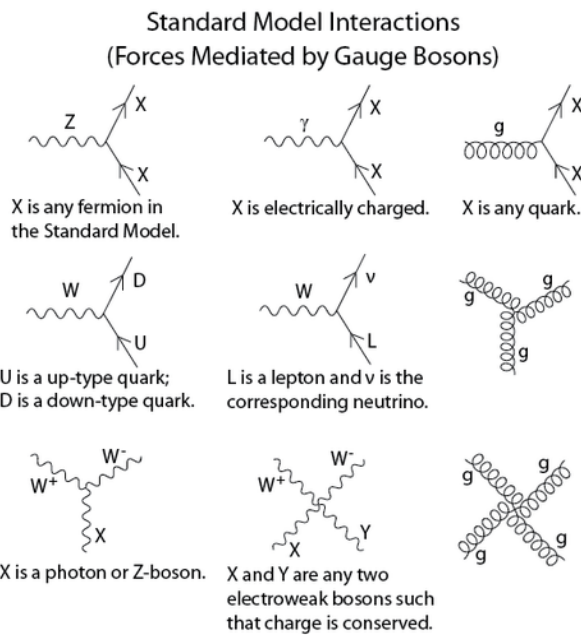 Standard Model Interactions
(Forces Mediated by Gauge Bosons)
Z
X
X
X is any fermion in
the Standard Model.
γ
X
X
X is electrically charged.
g
X
X
X is any quark.
W
D
U
U is a up-type quark;
D is a down-type quark.
W
ν
L
L is a lepton and ν is the
corresponding neutrino.
g
g
g
W⁺
W⁻
X
X is a photon or Z-boson.
W⁺
W⁻
X
Y
X and Y are any two
electroweak bosons such
that charge is conserved.
g
g
g
g